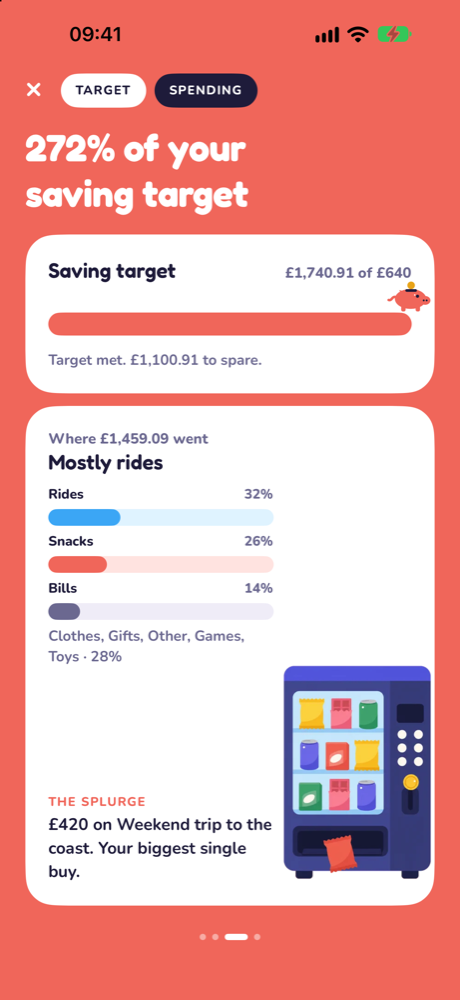 09:41
TARGET
SPENDING
272% of your
saving target
Saving target
£1,740.91 of £640
Target met. £1,100.91 to spare.
Where £1,459.09 went
Mostly rides
Rides
32%
Snacks
26%
Bills
14%
Clothes, Gifts, Other, Games,
Toys · 28%
THE SPLURGE
£420 on Weekend trip to the
coast. Your biggest single
buy.